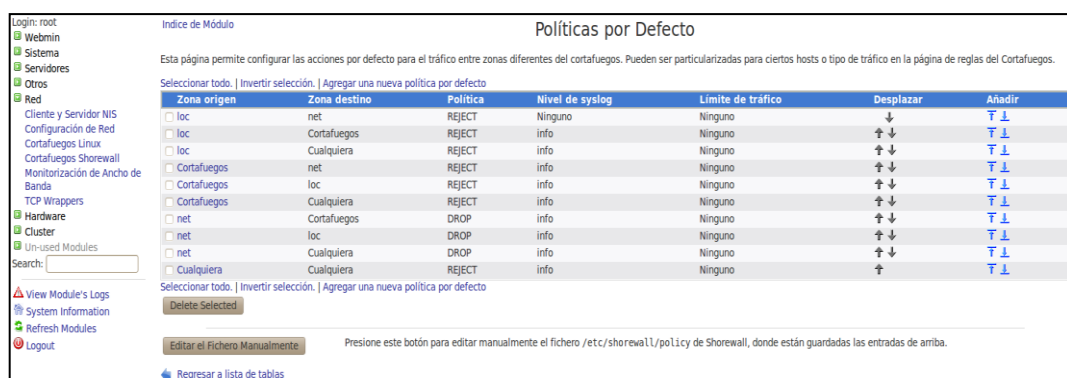 Login: root
Webmin
Sistema
Servidores
Otros
Red
Cliente y Servidor NIS
Configuración de Red
Cortafuegos Linux
Cortafuegos Shorewall
Monitorización de Ancho de
Banda
TCP Wrappers
Hardware
Cluster
Un-used Modules
Search:
View Module's Logs
System Information
Refresh Modules
Logout
Indice de Módulo
Políticas por Defecto
Esta página permite configurar las acciones por defecto para el tráfico entre zonas diferentes del cortafuegos. Pueden ser particularizadas para ciertos hosts o tipo de tráfico en la página de reglas del Cortafuegos.
Seleccionar todo. | Invertir selección. | Agregar una nueva política por defecto
Zona origen Zona destino Política Nivel de syslog Límite de tráfico Desplazar Añadir
loc net REJECT Ninguno Ninguno
loc Cortafuegos REJECT info Ninguno
loc Cualquiera REJECT info Ninguno
Cortafuegos net REJECT info Ninguno
Cortafuegos loc REJECT info Ninguno
Cortafuegos Cualquiera REJECT info Ninguno
net Cortafuegos DROP info Ninguno
net loc DROP info Ninguno
net Cualquiera DROP info Ninguno
Cualquiera Cualquiera REJECT info Ninguno
Seleccionar todo. | Invertir selección. | Agregar una nueva política por defecto
Delete Selected
Editar el Fichero Manualmente Presione este botón para editar manualmente el fichero /etc/shorewall/policy de Shorewall, donde están guardadas las entradas de arriba.
Regresar a lista de tablas